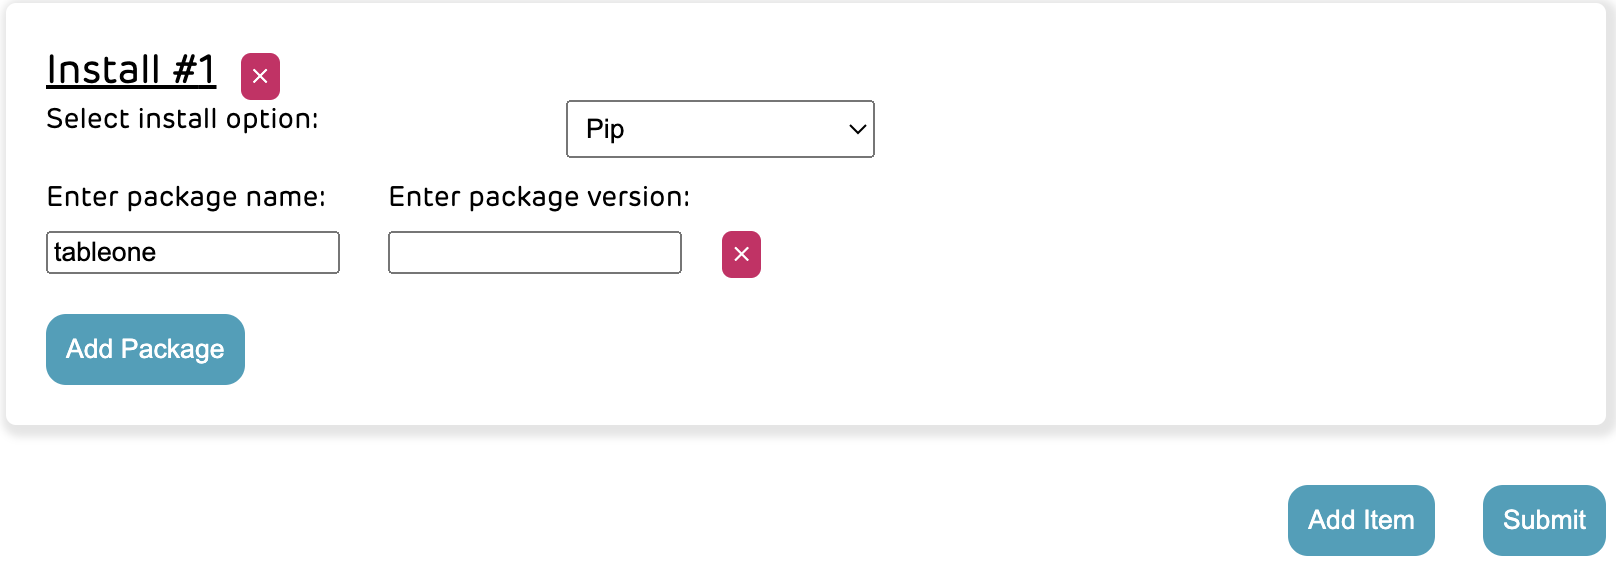 Install #1 ×
Select install option: Pip
Enter package name: Enter package version:
tableone ×
Add Package
Add Item Submit